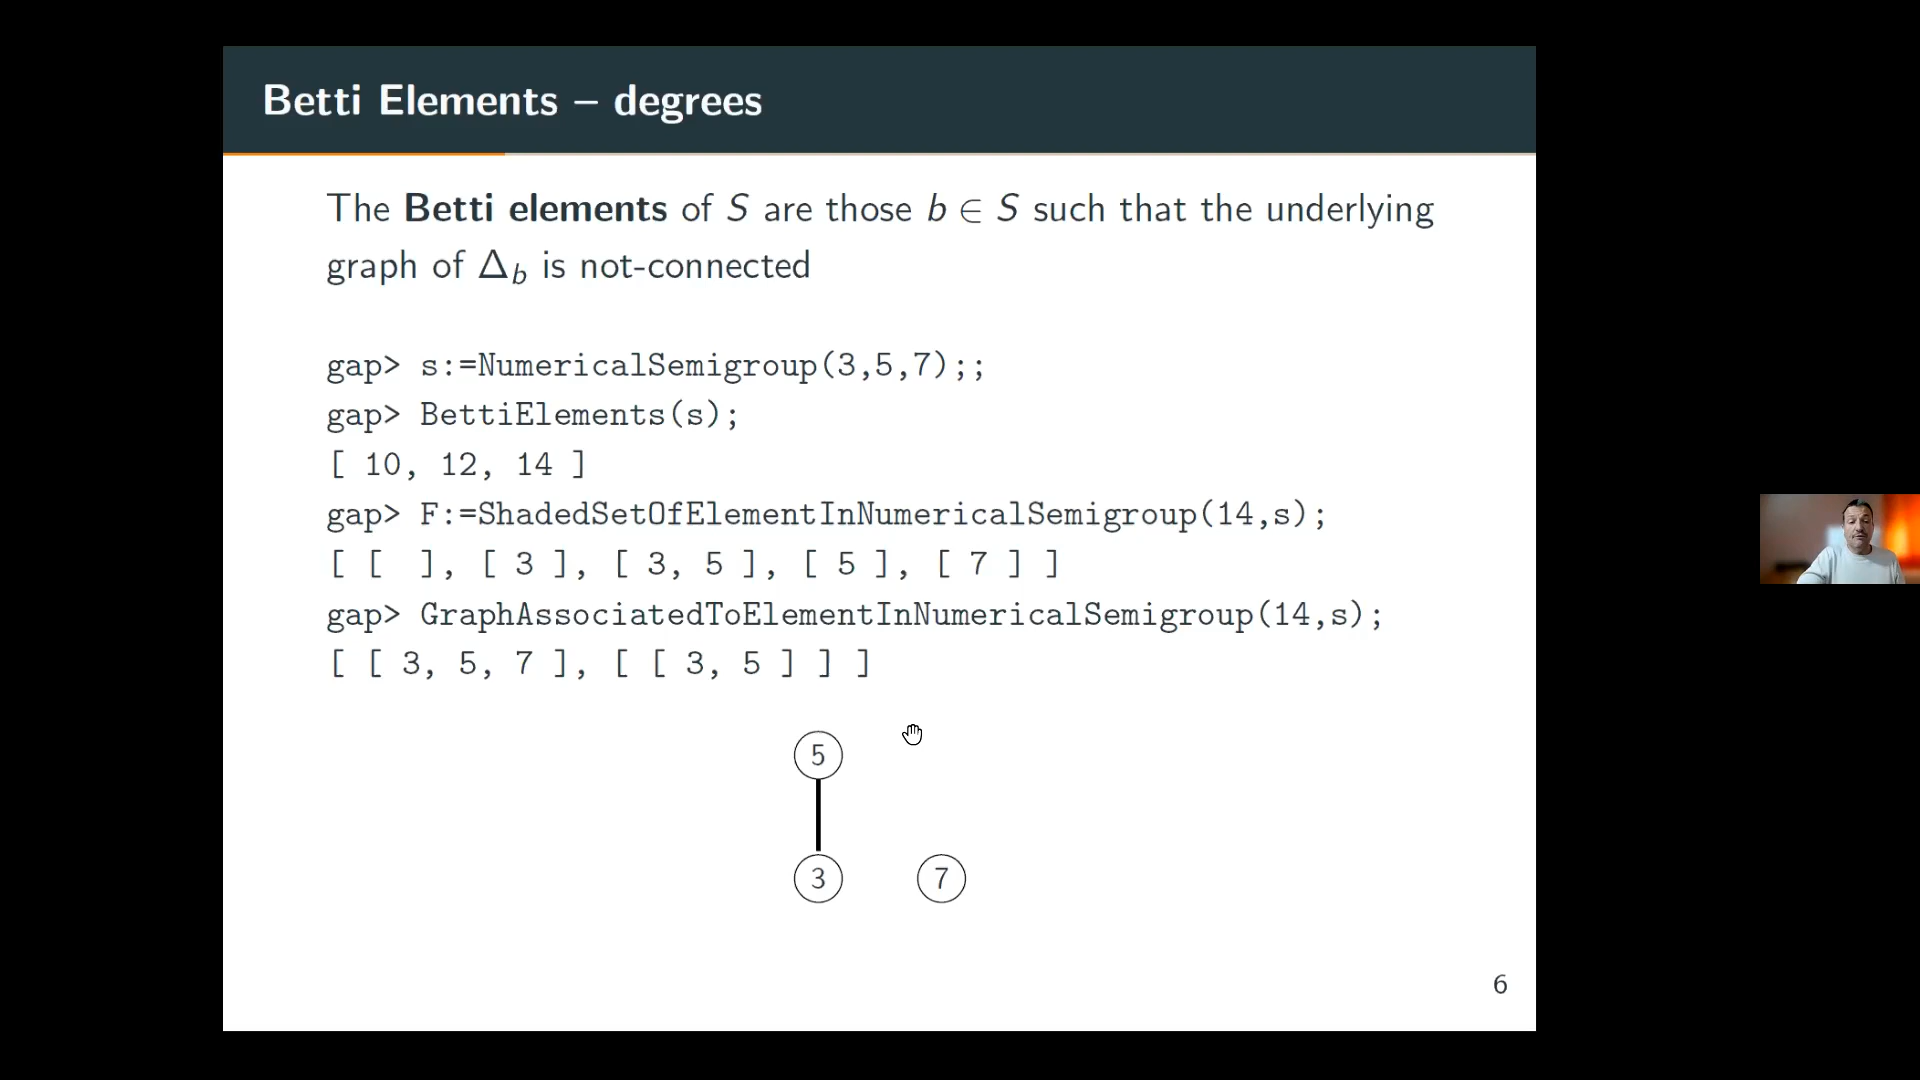 Betti Elements – degrees
The Betti elements of S are those b ∈ S such that the underlying
graph of Δ_b is not-connected
gap> s:=NumericalSemigroup(3,5,7);;
gap> BettiElements(s);
[ 10, 12, 14 ]
gap> F:=ShadedSetOfElementInNumericalSemigroup(14,s);
[ [  ], [ 3 ], [ 3, 5 ], [ 5 ], [ 7 ] ]
gap> GraphAssociatedToElementInNumericalSemigroup(14,s);
[ [ 3, 5, 7 ], [ [ 3, 5 ] ] ]
5
3 7
6